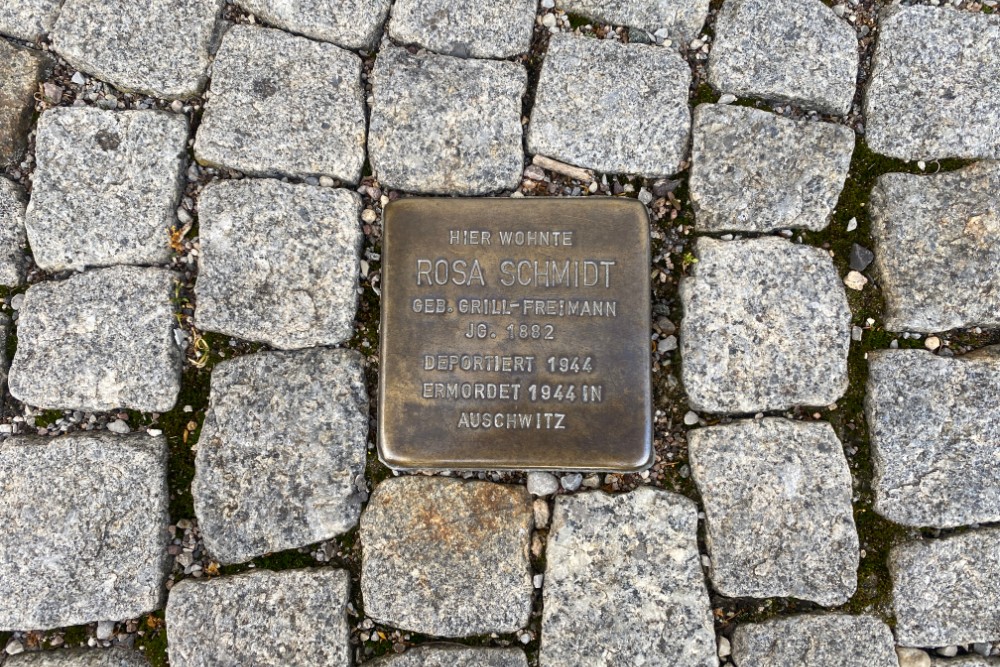 HIER WOHNTE
ROSA SCHMIDT
GEB. GRILL-FREIMANN
JG. 1882
DEPORTIERT 1944
ERMORDET 1944 IN
AUSCHWITZ